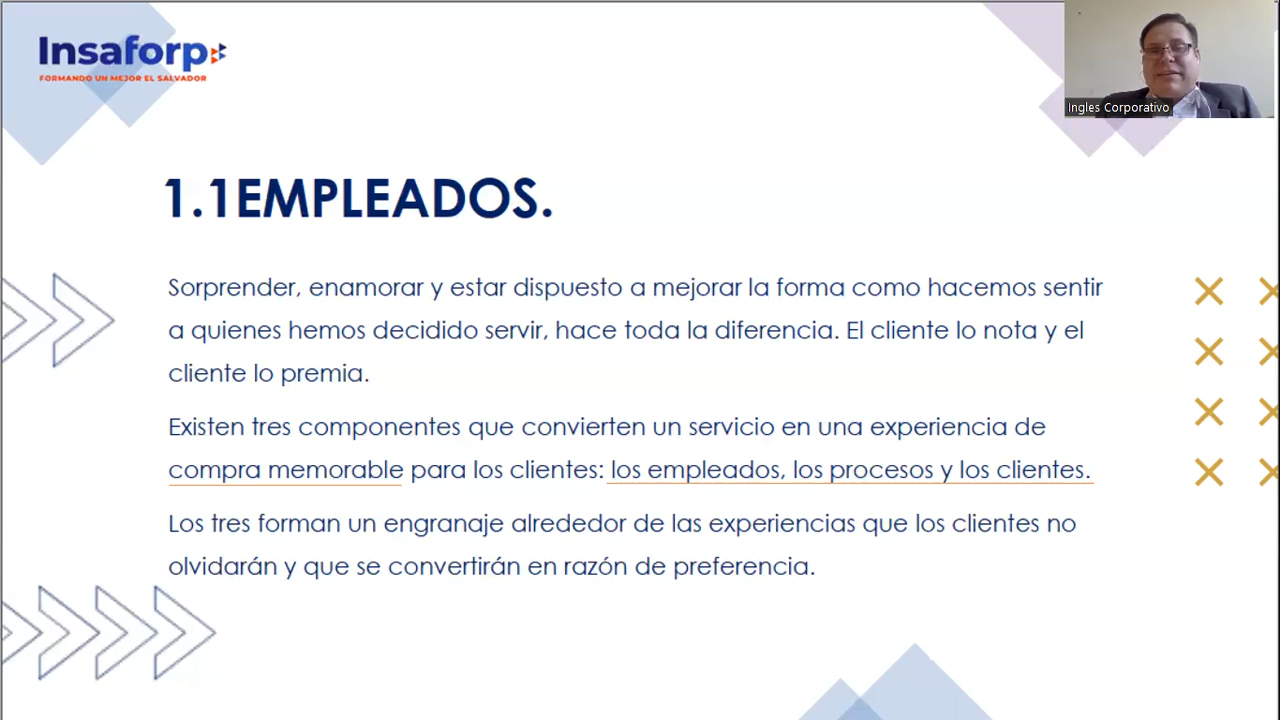 Insaforp
FORMANDO UN MEJOR EL SALVADOR
Ingles Corporativo
1.1EMPLEADOS.
Sorprender, enamorar y estar dispuesto a mejorar la forma como hacemos sentir
a quienes hemos decidido servir, hace toda la diferencia. El cliente lo nota y el
cliente lo premia.
Existen tres componentes que convierten un servicio en una experiencia de
compra memorable para los clientes: los empleados, los procesos y los clientes.
Los tres forman un engranaje alrededor de las experiencias que los clientes no
olvidarán y que se convertirán en razón de preferencia.